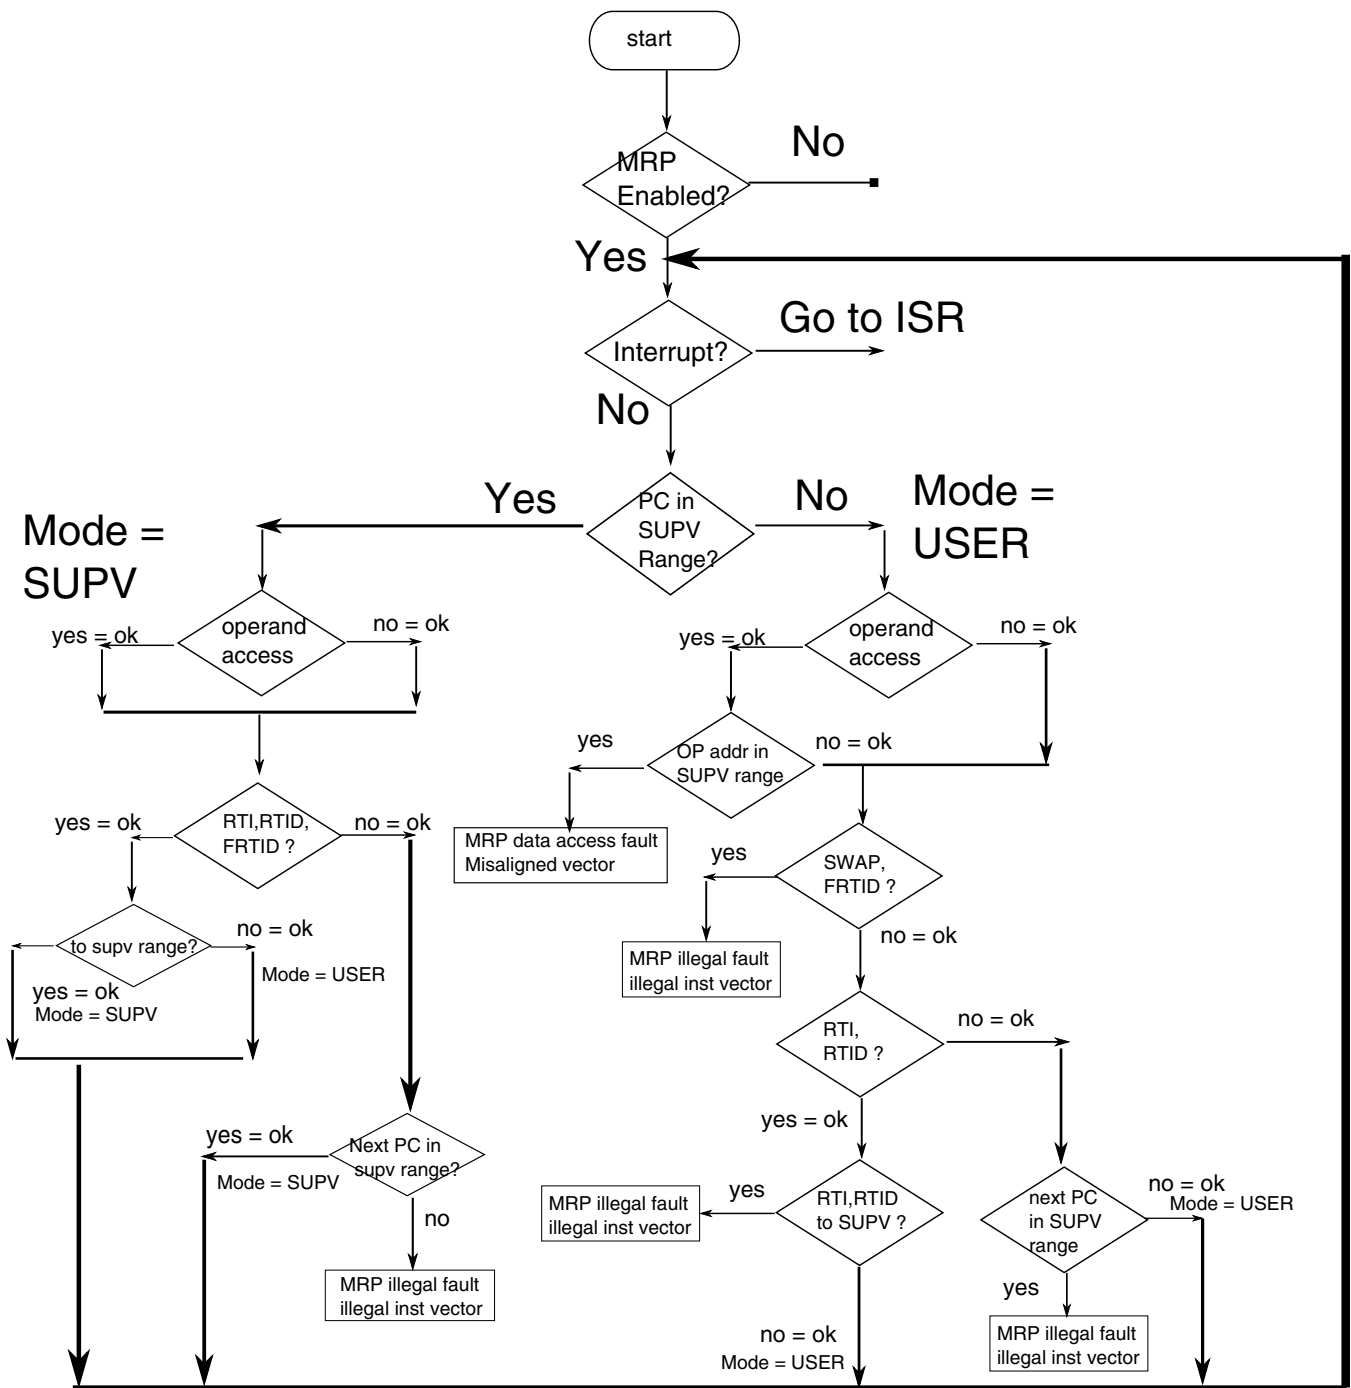 start
MRP
Enabled?
No
Yes
Interrupt?
Go to ISR
No
PC in
SUPV
Range?
Yes
No
Mode =
SUPV
Mode =
USER
operand
access
yes = ok
no = ok
operand
access
yes = ok
no = ok
OP addr in
SUPV range
yes
no = ok
MRP data access fault
Misaligned vector
RTI,RTID,
FRTID ?
yes = ok
no = ok
SWAP,
FRTID ?
yes
no = ok
MRP illegal fault
illegal inst vector
to supv range?
no = ok
Mode = USER
yes = ok
Mode = SUPV
RTI,
RTID ?
no = ok
yes = ok
Next PC in
supv range?
yes = ok
Mode = SUPV
no
MRP illegal fault
illegal inst vector
RTI,RTID
to SUPV ?
yes
MRP illegal fault
illegal inst vector
no = ok
Mode = USER
next PC
in SUPV
range
no = ok
Mode = USER
yes
MRP illegal fault
illegal inst vector